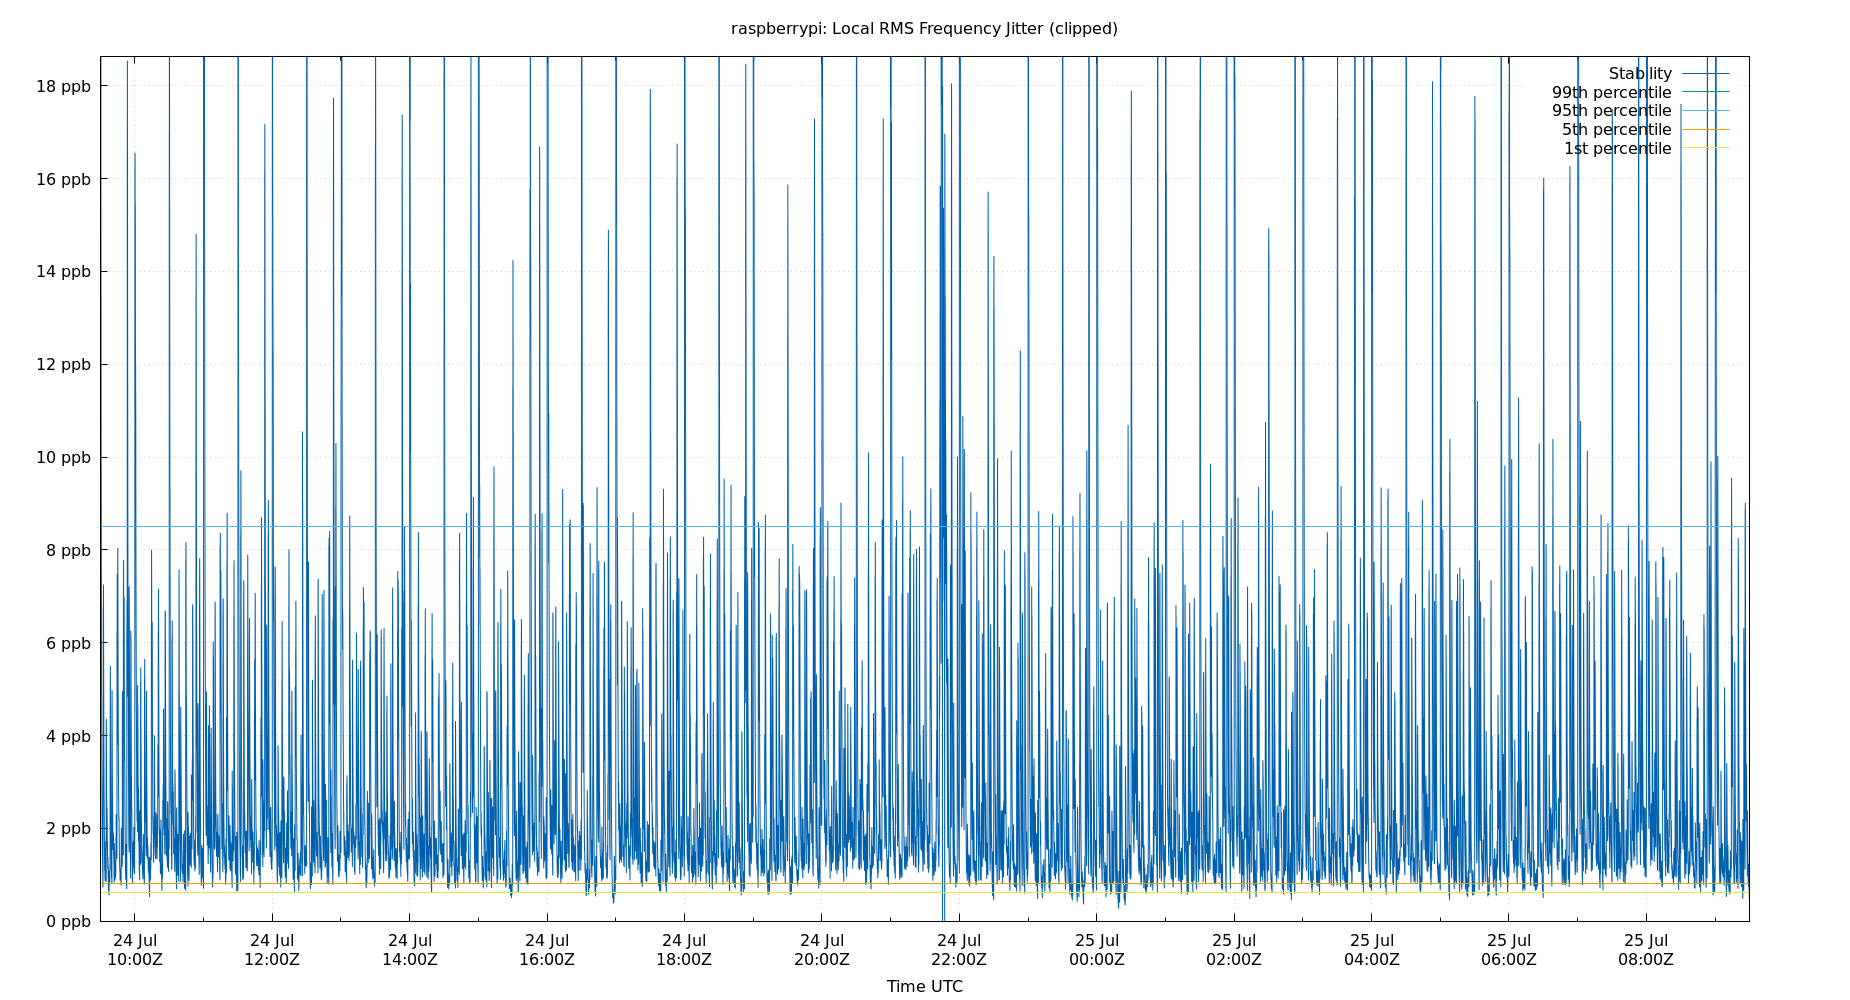 raspberrypi: Local RMS Frequency Jitter (clipped)
18 ppb
16 ppb
14 ppb
12 ppb
10 ppb
8 ppb
6 ppb
4 ppb
2 ppb
0 ppb
Stability
99th percentile
95th percentile
5th percentile
1st percentile
24 Jul 24 Jul 24 Jul 24 Jul 24 Jul 24 Jul 24 Jul 25 Jul 25 Jul 25 Jul 25 Jul 25 Jul
10:00Z 12:00Z 14:00Z 16:00Z 18:00Z 20:00Z 22:00Z 00:00Z 02:00Z 04:00Z 06:00Z 08:00Z
Time UTC